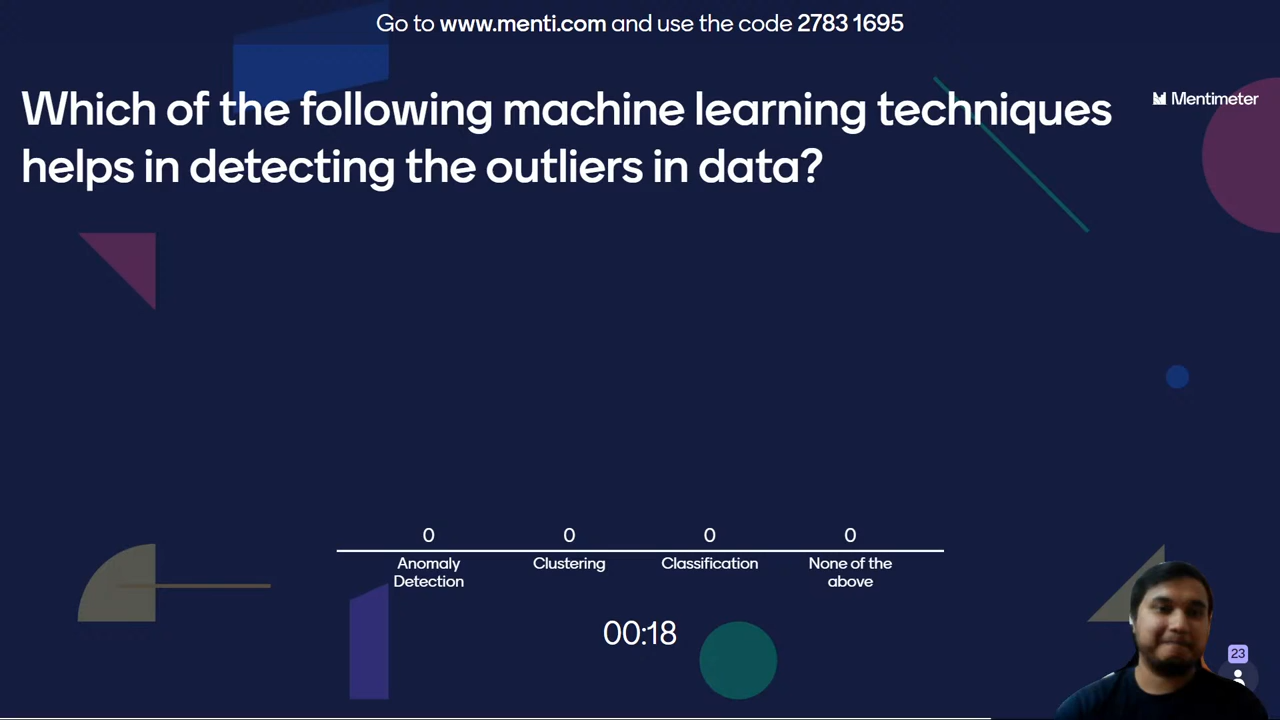 Go to www.menti.com and use the code 2783 1695
Which of the following machine learning techniques
helps in detecting the outliers in data?
Mentimeter
0 0 0 0
Anomaly Clustering Classification None of the
Detection above
00:18
23